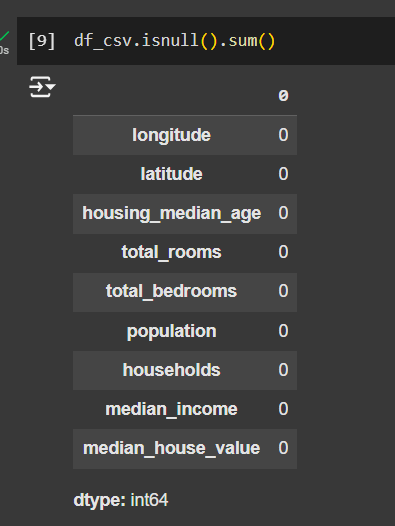 [9] df_csv.isnull().sum()
0s
0
longitude 0
latitude 0
housing_median_age 0
total_rooms 0
total_bedrooms 0
population 0
households 0
median_income 0
median_house_value 0
dtype: int64